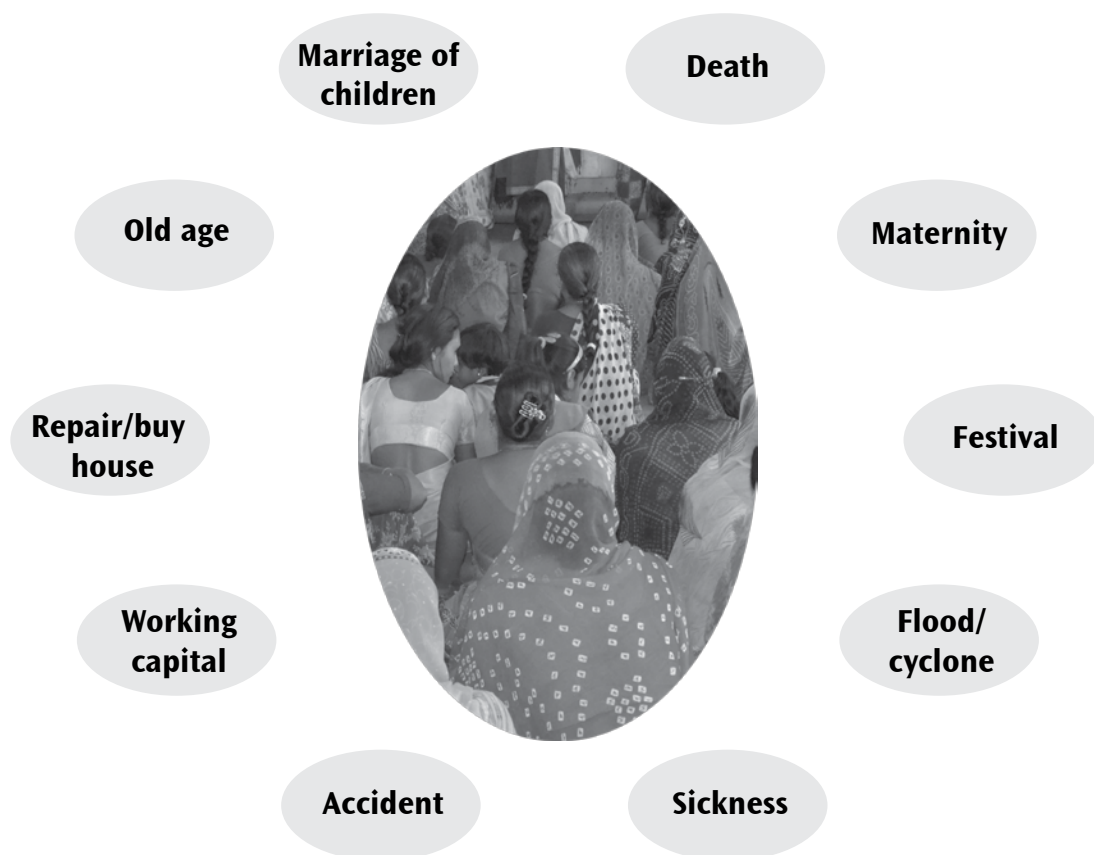 Marriage of
children
Death
Old age
Maternity
Repair/buy
house
Festival
Working
capital
Flood/
cyclone
Accident
Sickness